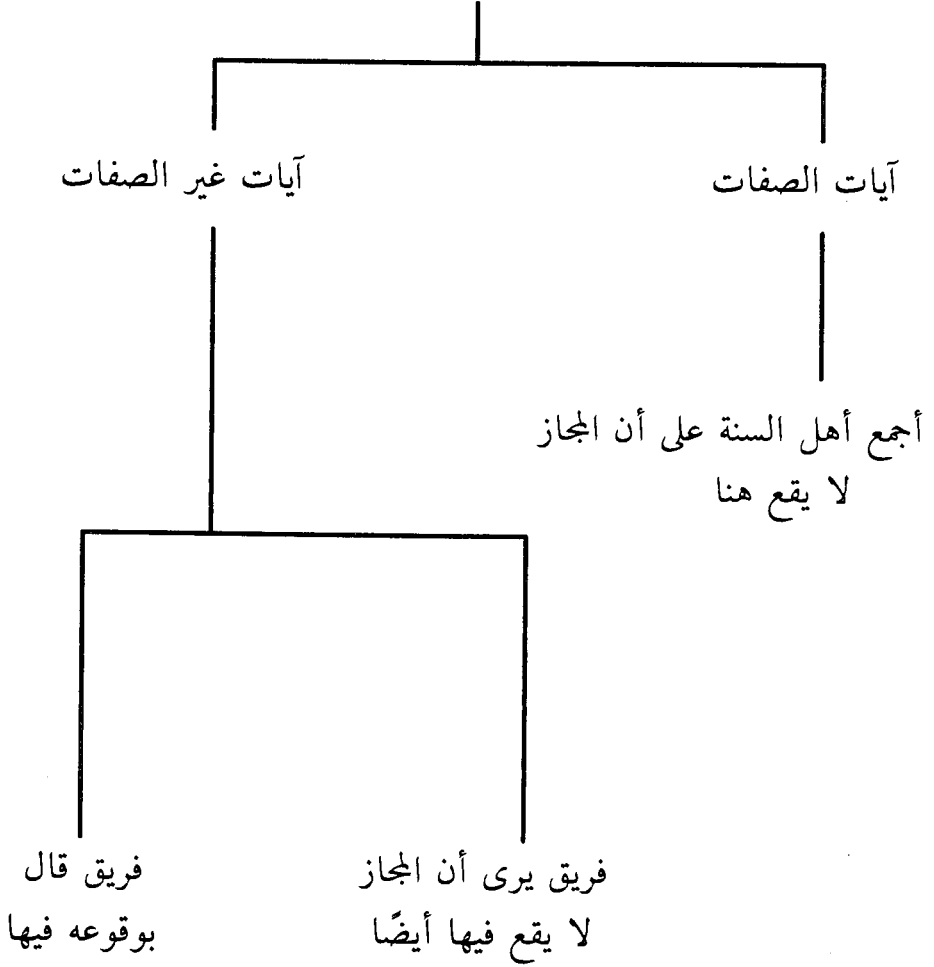 آيات الصفات
آيات غير الصفات
أجمع أهل السنة على أن المجاز
لا يقع هنا
فريق يرى أن المجاز
لا يقع فيها أيضًا
فريق قال
بوقوعه فيها